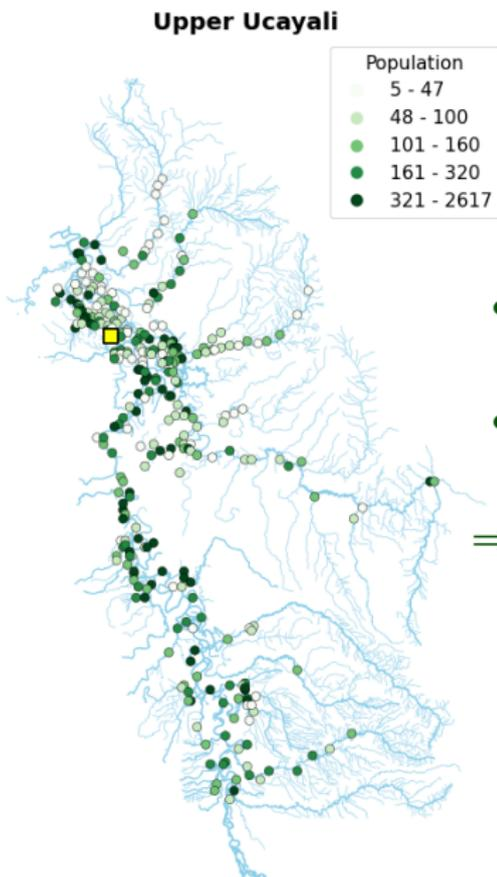 Upper Ucayali
Population
5 - 47
48 - 100
101 - 160
161 - 320
321 - 2617